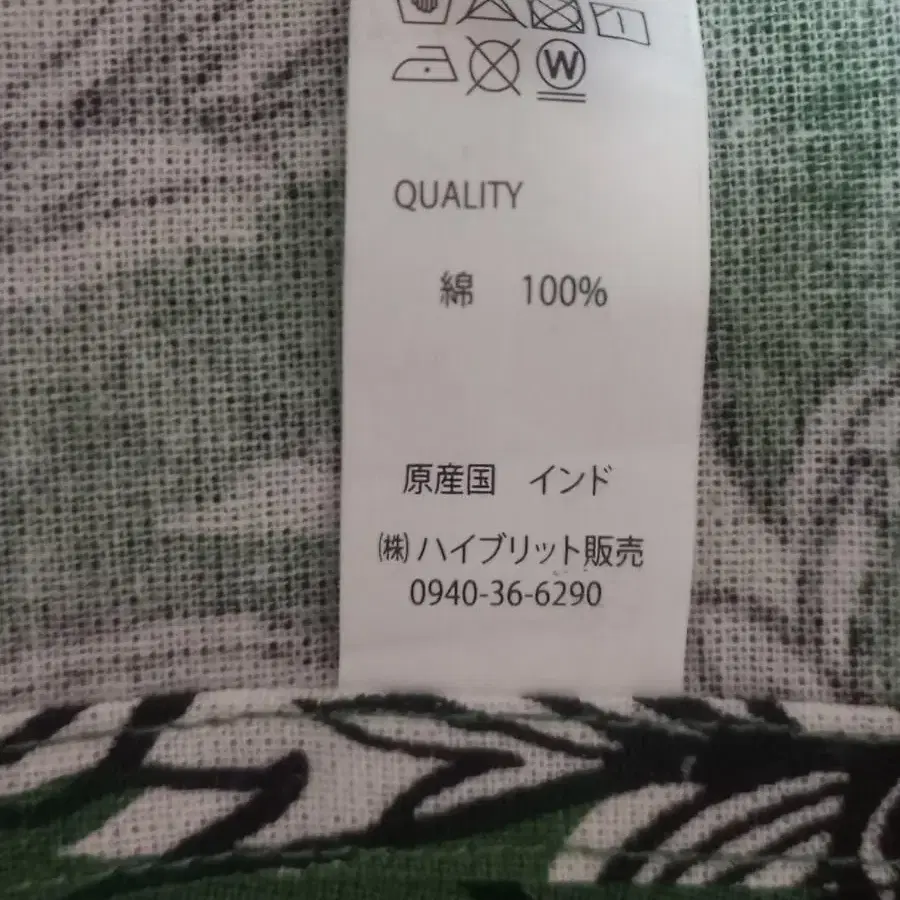 W
QUALITY
綿 100%
原産国 インド
㈱ハイブリット販売
0940-36-6290